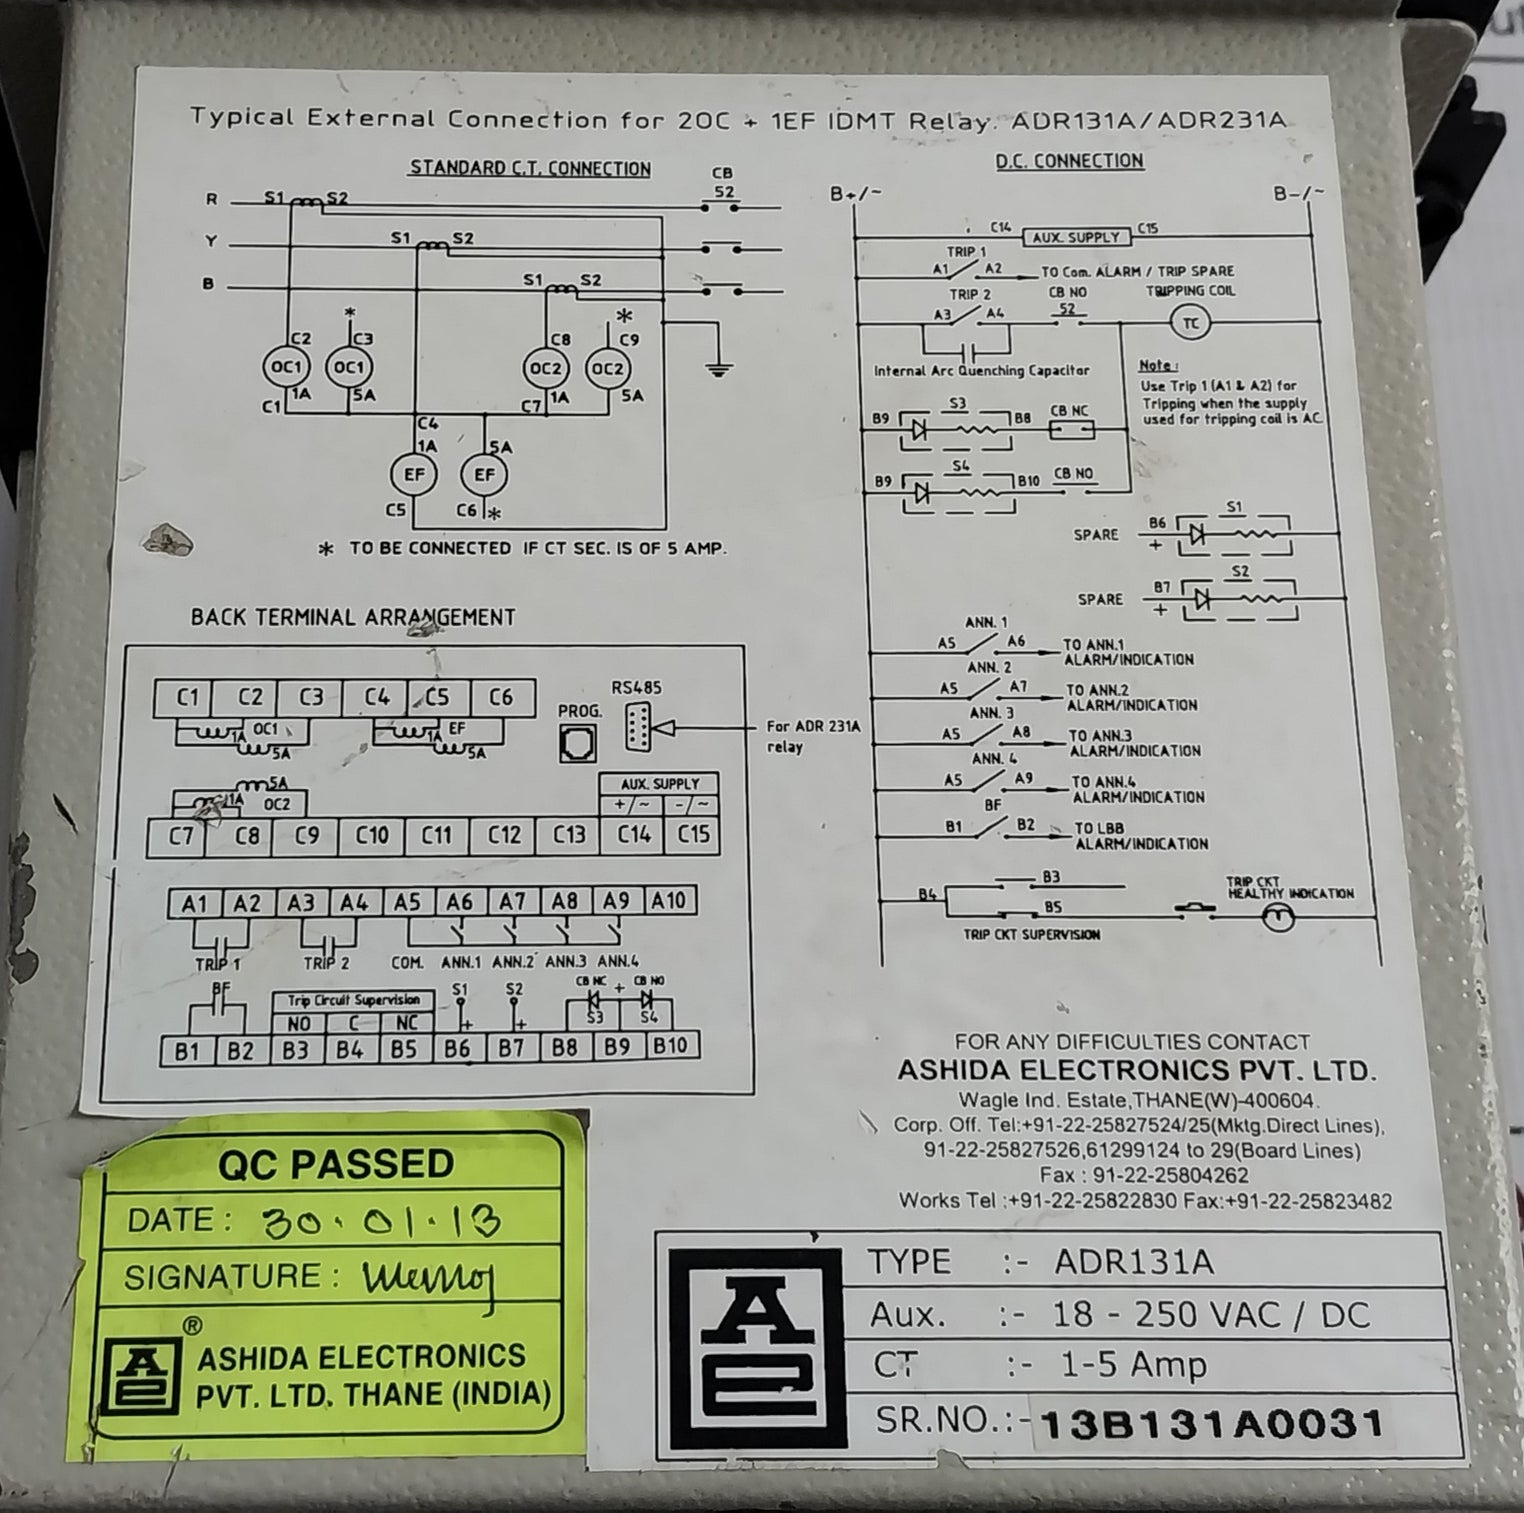 Typical External Connection for 2OC + 1EF IDMT Relay: ADR131A/ADR231A
STANDARD C.T. CONNECTION
CB
52
R S1 S2
Y S1 S2
B S1 S2
* *
C2 C3 C8 C9
OC1 OC1 OC2 OC2
1A 5A 1A 5A
C1 C7
C4
1A 5A
EF EF
C5 C6 *
* TO BE CONNECTED IF CT SEC. IS OF 5 AMP.
D.C. CONNECTION
B+/~ B-/~
C14 AUX. SUPPLY C15
TRIP 1
A1 A2 TO Com. ALARM / TRIP SPARE
TRIP 2 CB NO TRIPPING COIL
A3 A4 52 TC
Internal Arc Quenching Capacitor
Note:
Use Trip 1 (A1 & A2) for
Tripping when the supply
used for tripping coil is AC.
B9 S3 B8 CB NC
B9 S4 B10 CB NO
SPARE B6 + S1
SPARE B7 + S2
ANN. 1
A5 A6 TO ANN.1
ALARM/INDICATION
ANN. 2
A5 A7 TO ANN.2
ALARM/INDICATION
ANN. 3
A5 A8 TO ANN.3
ALARM/INDICATION
ANN. 4
A5 A9 TO ANN.4
ALARM/INDICATION
BF
B1 B2 TO LBB
ALARM/INDICATION
B3
B4
B5
TRIP CKT
HEALTHY INDICATION
TRIP CKT SUPERVISION
BACK TERMINAL ARRANGEMENT
C1 C2 C3 C4 C5 C6
1A OC1 1A EF
5A 5A
PROG.
RS485
For ADR 231A
relay
5A
1A OC2
AUX. SUPPLY
+/~ -/~
C7 C8 C9 C10 C11 C12 C13 C14 C15
A1 A2 A3 A4 A5 A6 A7 A8 A9 A10
TRIP 1 TRIP 2 COM. ANN.1 ANN.2 ANN.3 ANN.4
BF Trip Circuit Supervision S1 S2 CB NC + CB NO
NO C NC + + S3 S4
B1 B2 B3 B4 B5 B6 B7 B8 B9 B10
FOR ANY DIFFICULTIES CONTACT
ASHIDA ELECTRONICS PVT. LTD.
Wagle Ind. Estate,THANE(W)-400604.
Corp. Off. Tel:+91-22-25827524/25(Mktg.Direct Lines),
91-22-25827526,61299124 to 29(Board Lines)
Fax : 91-22-25804262
Works Tel :+91-22-25822830 Fax:+91-22-25823482
QC PASSED
DATE : 30.01.13
SIGNATURE :
®
ASHIDA ELECTRONICS
PVT. LTD. THANE (INDIA)
TYPE :- ADR131A
Aux. :- 18 - 250 VAC / DC
CT :- 1-5 Amp
SR.NO.:- 13B131A0031